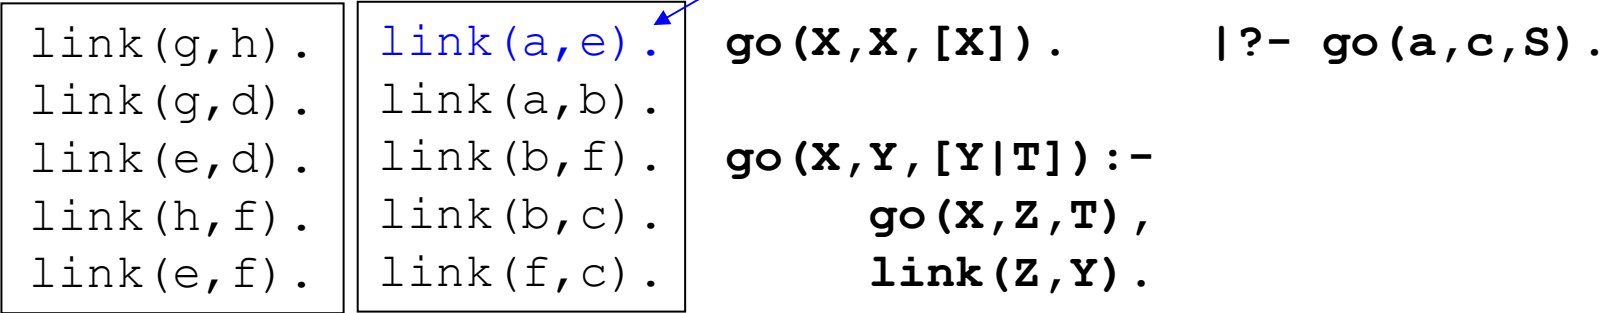 link(g,h).
link(g,d).
link(e,d).
link(h,f).
link(e,f).
link(a,e).
link(a,b).
link(b,f).
link(b,c).
link(f,c).
go(X,X,[X]).
go(X,Y,[Y|T]):-
go(X,Z,T),
link(Z,Y).
|?- go(a,c,S).